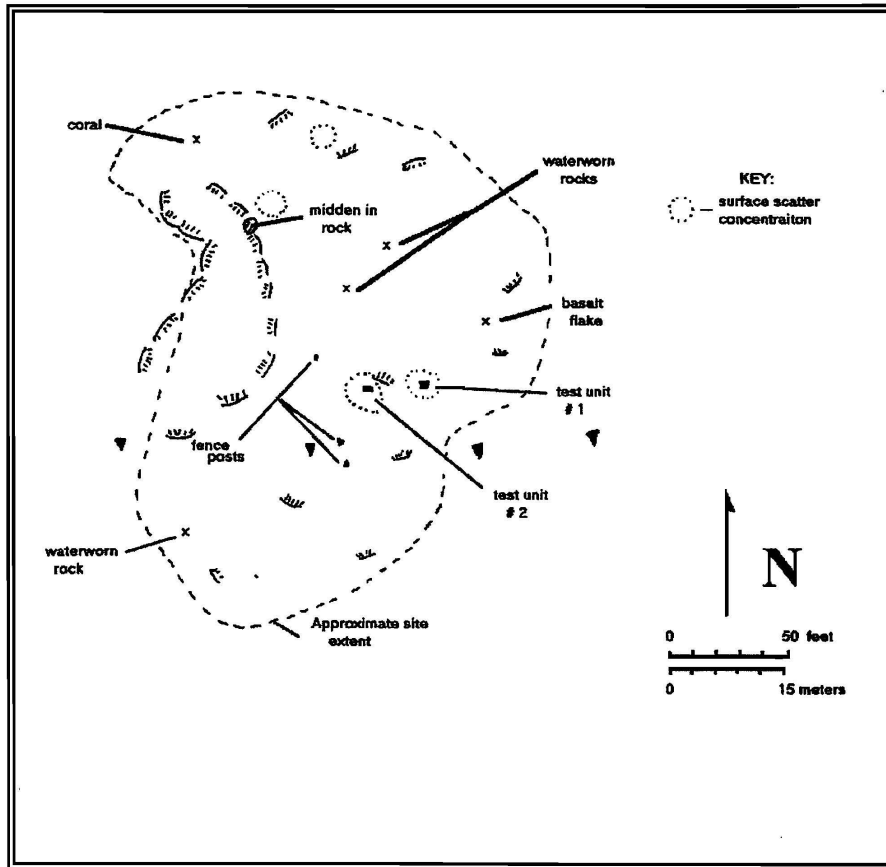 coral
waterworn
rocks
KEY:
surface scatter
concentraiton
midden in
rock
basalt
flake
test unit
# 1
fence
posts
test unit
# 2
waterworn
rock
Approximate site
extent
N
0 50 feet
0 15 meters